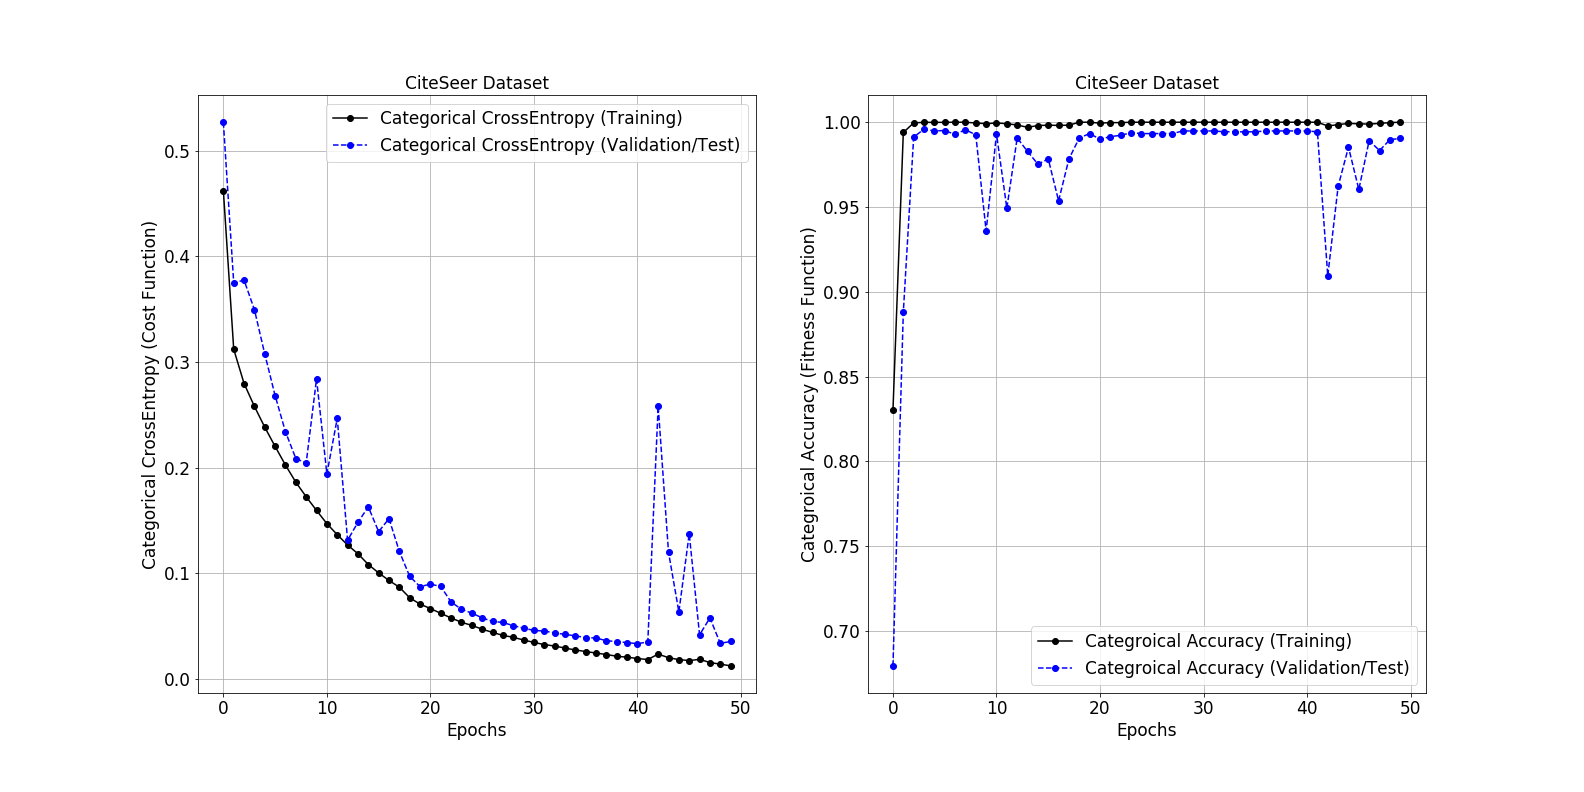 CiteSeer Dataset
Categorical CrossEntropy (Training)
Categorical CrossEntropy (Validation/Test)
Categorical CrossEntropy (Cost Function)
0.5
0.4
0.3
0.2
0.1
0.0
0 10 20 30 40 50
Epochs
CiteSeer Dataset
Categroical Accuracy (Fitness Function)
1.00
0.95
0.90
0.85
0.80
0.75
0.70
Categroical Accuracy (Training)
Categroical Accuracy (Validation/Test)
0 10 20 30 40 50
Epochs